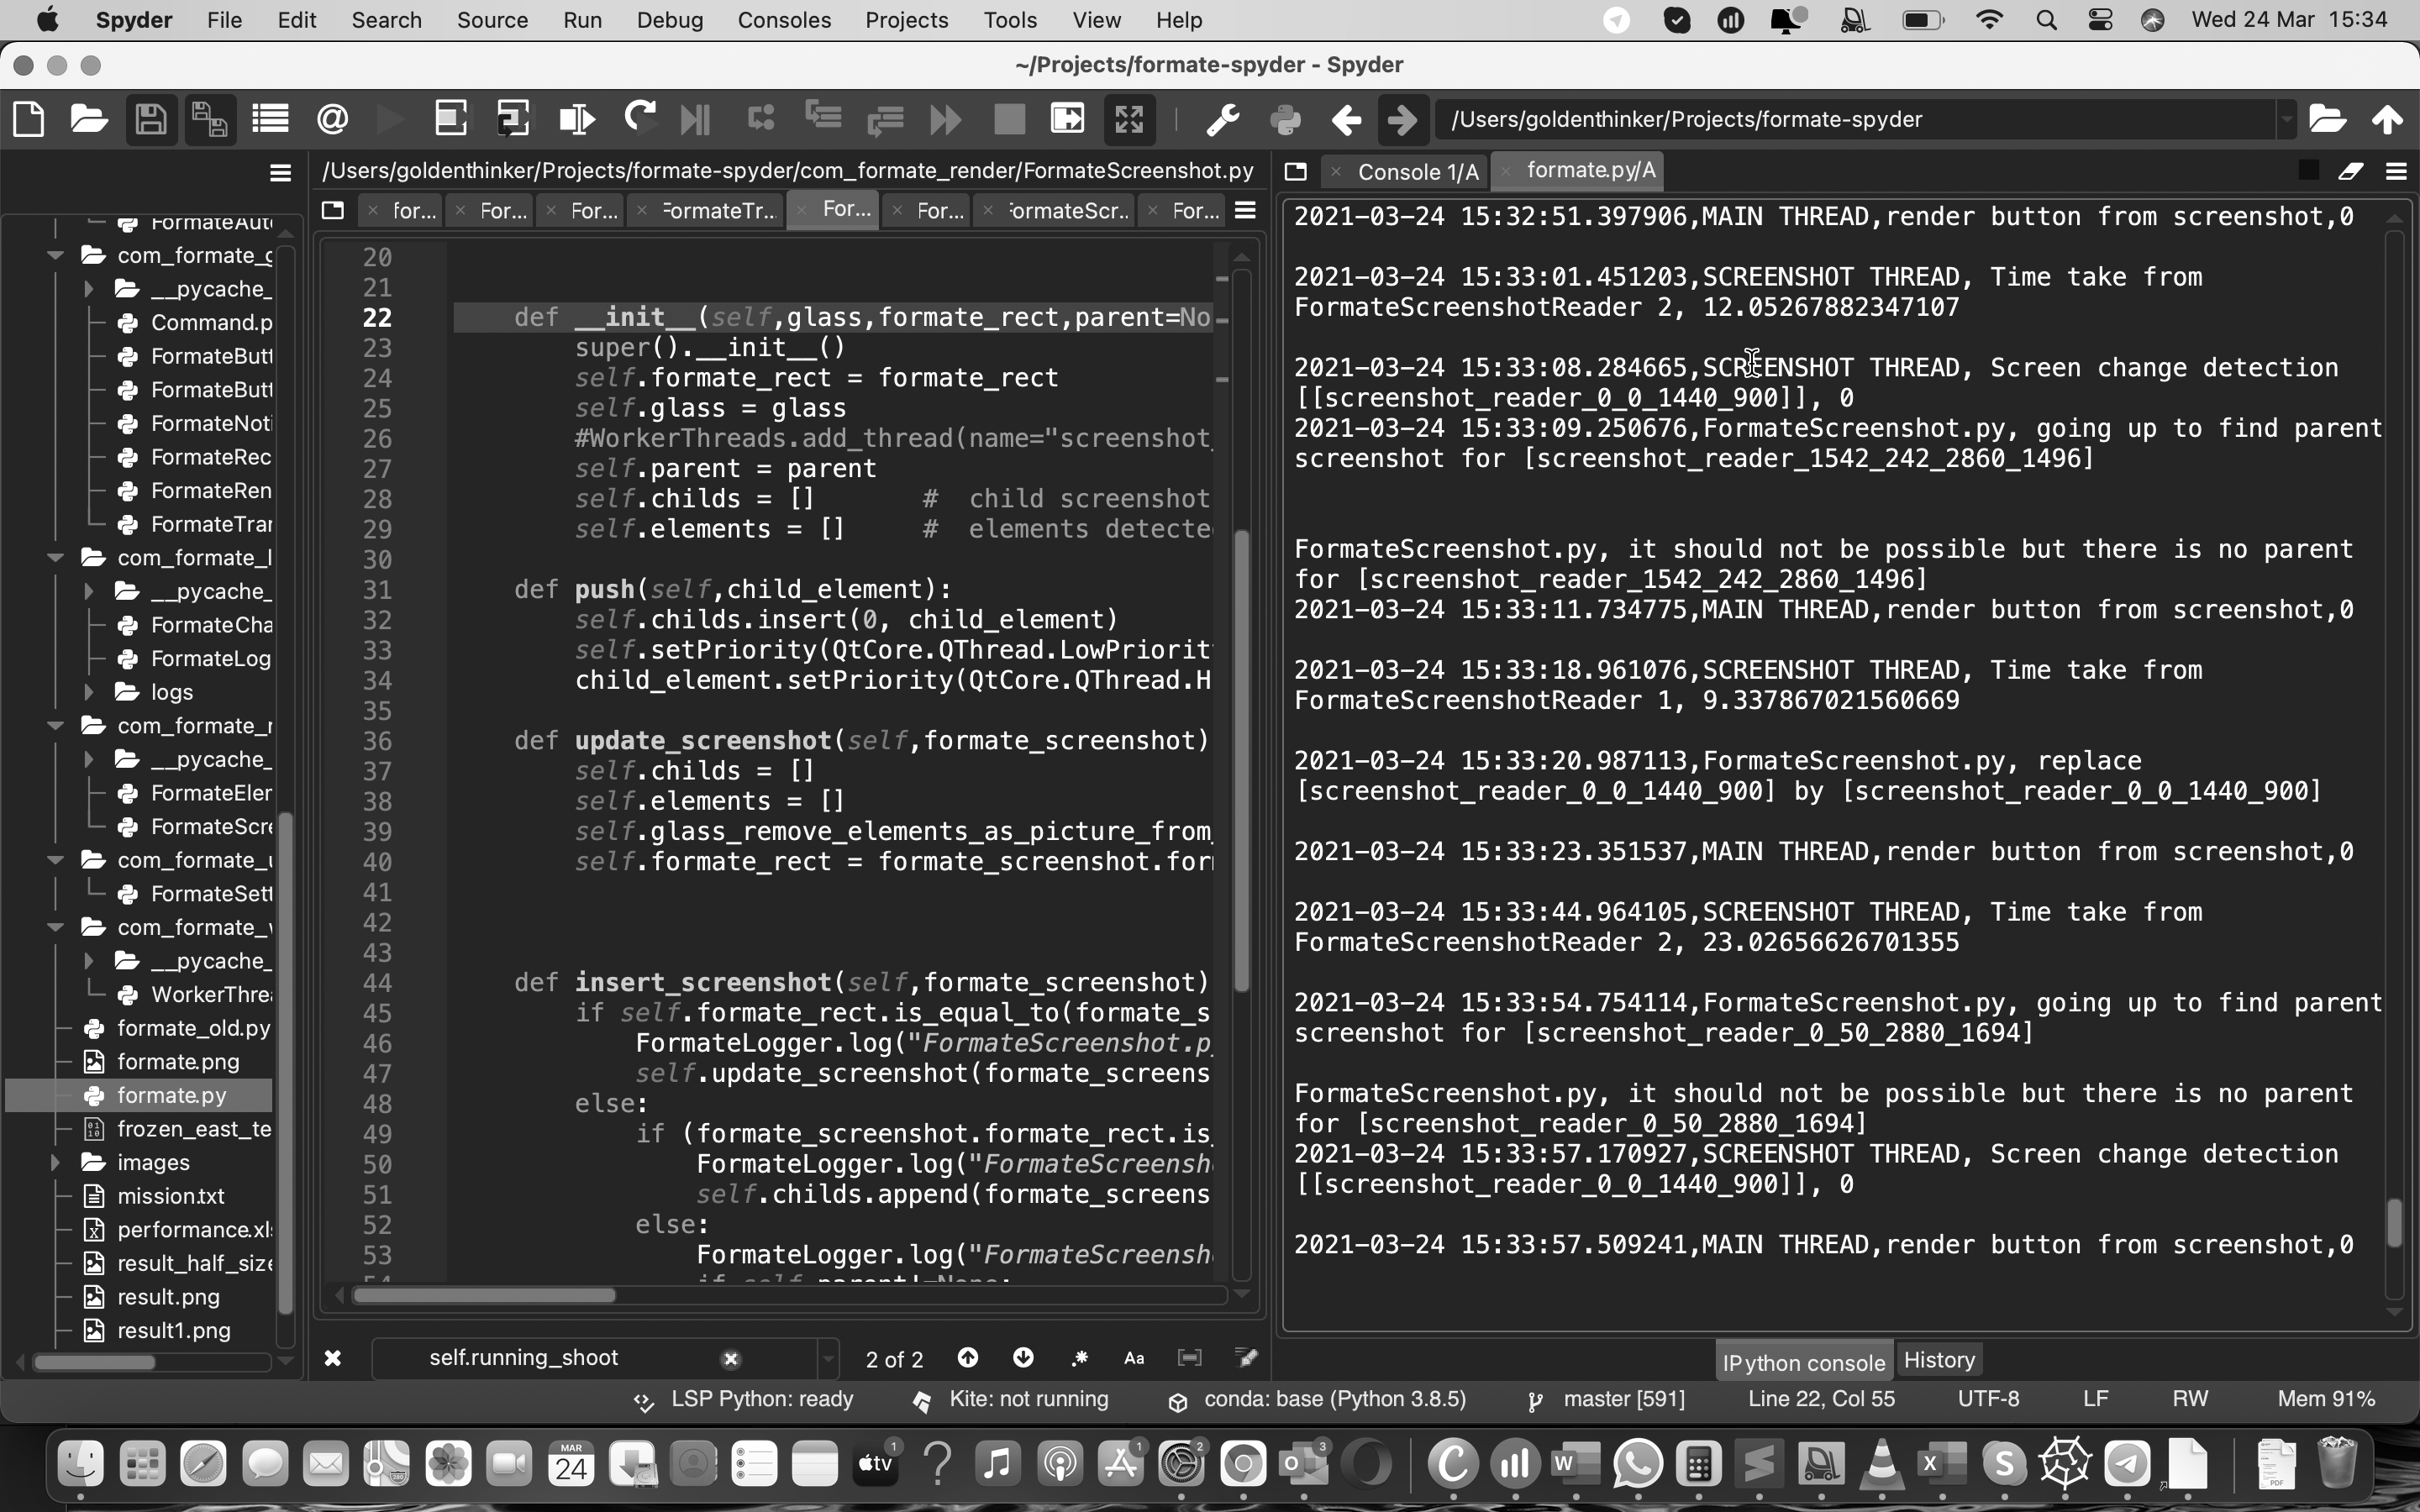 Spyder File Edit Search Source Run Debug Consoles Projects Tools View Help Wed 24 Mar 15:34
~/Projects/formate-spyder - Spyder
/Users/goldenthinker/Projects/formate-spyder
/Users/goldenthinker/Projects/formate-spyder/com_formate_render/FormateScreenshot.py
Console 1/A formate.py/A
for... For... For... FormateTr... For... For... ormateScr... For...
FormateAut
com_formate_g
__pycache_
Command.p
FormateButt
FormateButt
FormateNoti
FormateRec
FormateRen
FormateTrar
com_formate_l
__pycache_
FormateCha
FormateLog
logs
com_formate_r
__pycache_
FormateElen
FormateScre
com_formate_u
FormateSett
com_formate_w
__pycache_
WorkerThrea
formate_old.py
formate.png
formate.py
frozen_east_te
images
mission.txt
performance.xls
result_half_size
result.png
result1.png
20
21
22 def __init__(self,glass,formate_rect,parent=No
23 super().__init__()
24 self.formate_rect = formate_rect
25 self.glass = glass
26 #WorkerThreads.add_thread(name="screenshot_
27 self.parent = parent
28 self.childs = [] # child screenshot
29 self.elements = [] # elements detecte
30
31 def push(self,child_element):
32 self.childs.insert(0, child_element)
33 self.setPriority(QtCore.QThread.LowPriorit
34 child_element.setPriority(QtCore.QThread.H
35
36 def update_screenshot(self,formate_screenshot)
37 self.childs = []
38 self.elements = []
39 self.glass_remove_elements_as_picture_from_
40 self.formate_rect = formate_screenshot.for
41
42
43
44 def insert_screenshot(self,formate_screenshot)
45 if self.formate_rect.is_equal_to(formate_s
46 FormateLogger.log("FormateScreenshot.p
47 self.update_screenshot(formate_screens
48 else:
49 if (formate_screenshot.formate_rect.is_
50 FormateLogger.log("FormateScreensh
51 self.childs.append(formate_screens
52 else:
53 FormateLogger.log("FormateScreensh
54 if self.parent!=None:
self.running_shoot 2 of 2 Aa
2021-03-24 15:32:51.397906,MAIN THREAD,render button from screenshot,0
2021-03-24 15:33:01.451203,SCREENSHOT THREAD, Time take from
FormateScreenshotReader 2, 12.05267882347107
2021-03-24 15:33:08.284665,SCREENSHOT THREAD, Screen change detection
[[screenshot_reader_0_0_1440_900]], 0
2021-03-24 15:33:09.250676,FormateScreenshot.py, going up to find parent
screenshot for [screenshot_reader_1542_242_2860_1496]
FormateScreenshot.py, it should not be possible but there is no parent
for [screenshot_reader_1542_242_2860_1496]
2021-03-24 15:33:11.734775,MAIN THREAD,render button from screenshot,0
2021-03-24 15:33:18.961076,SCREENSHOT THREAD, Time take from
FormateScreenshotReader 1, 9.337867021560669
2021-03-24 15:33:20.987113,FormateScreenshot.py, replace
[screenshot_reader_0_0_1440_900] by [screenshot_reader_0_0_1440_900]
2021-03-24 15:33:23.351537,MAIN THREAD,render button from screenshot,0
2021-03-24 15:33:44.964105,SCREENSHOT THREAD, Time take from
FormateScreenshotReader 2, 23.02656626701355
2021-03-24 15:33:54.754114,FormateScreenshot.py, going up to find parent
screenshot for [screenshot_reader_0_50_2880_1694]
FormateScreenshot.py, it should not be possible but there is no parent
for [screenshot_reader_0_50_2880_1694]
2021-03-24 15:33:57.170927,SCREENSHOT THREAD, Screen change detection
[[screenshot_reader_0_0_1440_900]], 0
2021-03-24 15:33:57.509241,MAIN THREAD,render button from screenshot,0
IPython console History
LSP Python: ready Kite: not running conda: base (Python 3.8.5) master [591] Line 22, Col 55 UTF-8 LF RW Mem 91%
MAR
24
tv 1 1 2 3
PDF